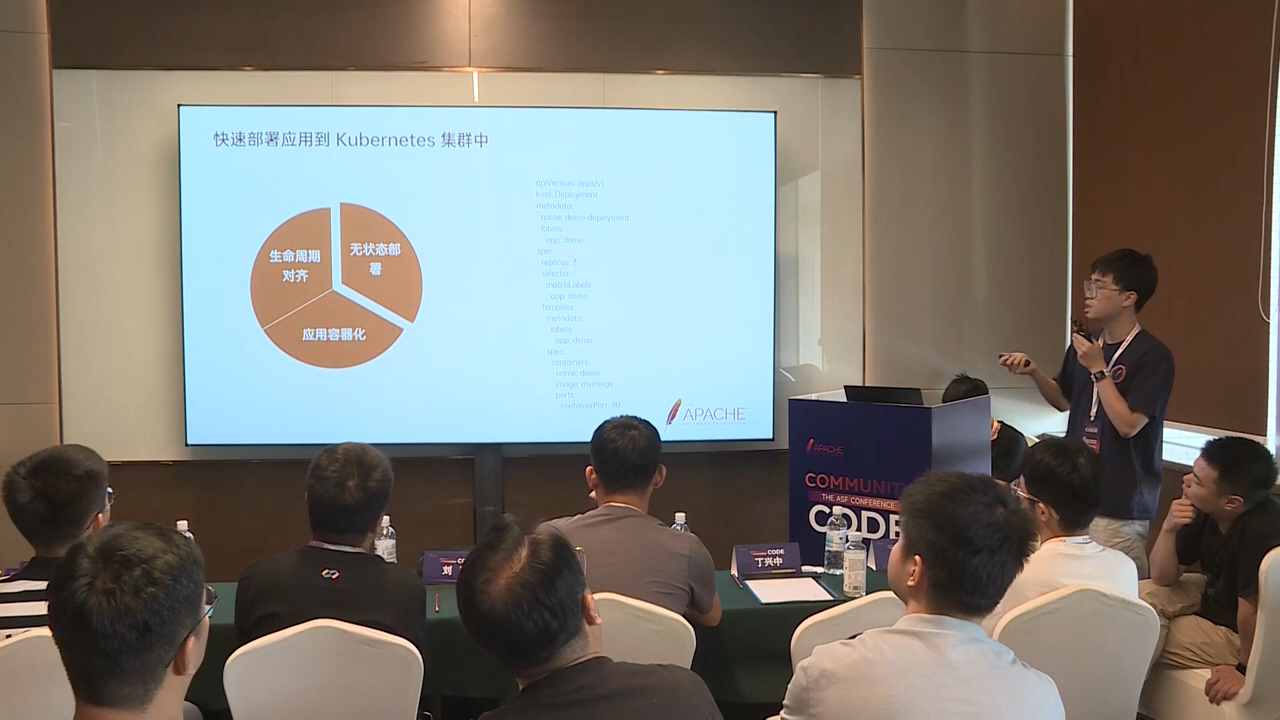 快速部署应用到 Kubernetes 集群中
生命周期
对齐
无状态部
署
应用容器化
apiVersion: apps/v1
kind: Deployment
metadata:
name: demo-deployment
labels:
app: demo
spec:
replicas: 3
selector:
matchLabels:
app: demo
template:
metadata:
labels:
app: demo
spec:
containers:
- name: demo
image: myimage
ports:
- containerPort: 80
APACHE
SOFTWARE FOUNDATION
APACHE
COMMUNIT
THE ASF CONFERENCE
CODE
刘
CODE
丁兴中